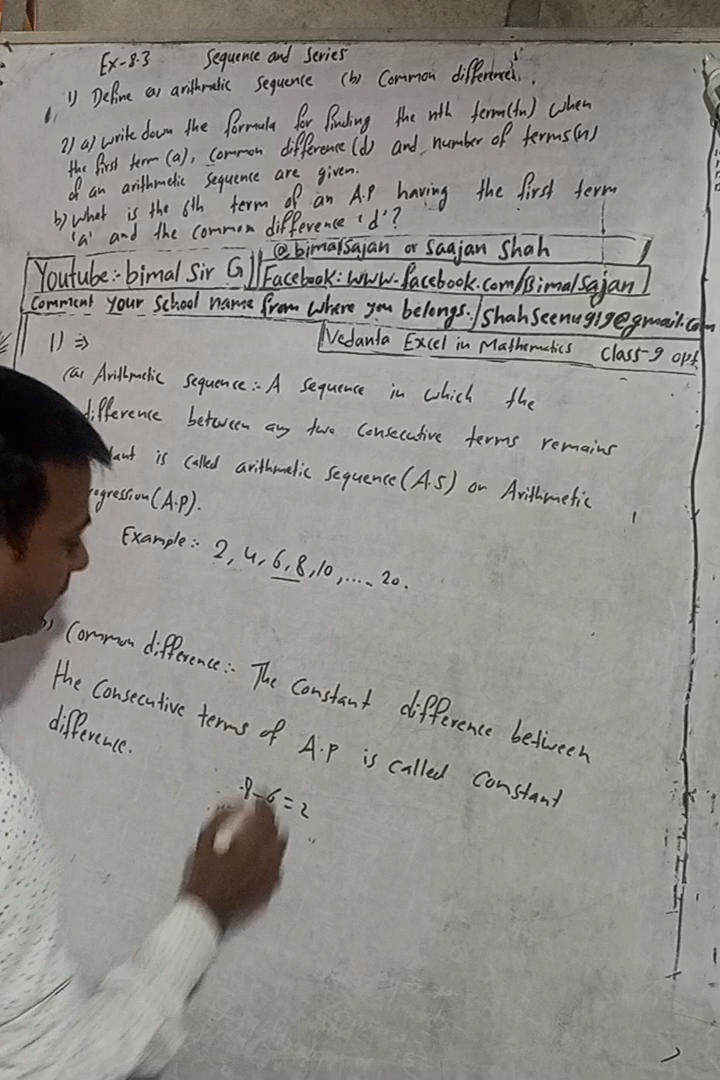 Ex-8.3 Sequence and Series
1) Define (a) arithmetic Sequence (b) Common difference.
2) a) write down the formula for finding the nth term(tn) when
the first term (a), common difference (d) and number of terms(n)
of an arithmetic sequence are given.
b) What is the 6th term of an A.P having the first term
'a' and the common difference 'd'?
@bimalsajan or Saajan Shah
Youtube:- bimal Sir G
Facebook: www.facebook.com/BimalSajan
Comment your School name from where you belongs.
Shahseenu919@gmail.com
Vedanta Excel in Mathematics Class-9 opt
1) ⇒
(a) Arithmetic sequence:- A sequence in which the
difference between any two consecutive terms remains
is called arithmetic sequence (A.S) or Arithmetic
(A.P).
Example:- 2, 4, 6, 8, 10, .... 20.
Common difference:- The constant difference between
the consecutive terms of A.P is called constant
difference.
8-6=2